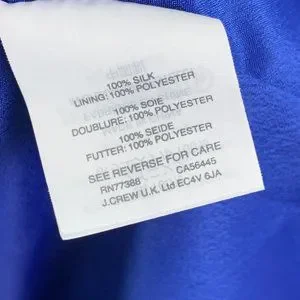 100% SILK
LINING: 100% POLYESTER
100% SOIE
DOUBLURE: 100% POLYESTER
100% SEIDE
FUTTER: 100% POLYESTER
SEE REVERSE FOR CARE
RN77388 CA56445
J.CREW U.K. Ltd EC4V 6JA